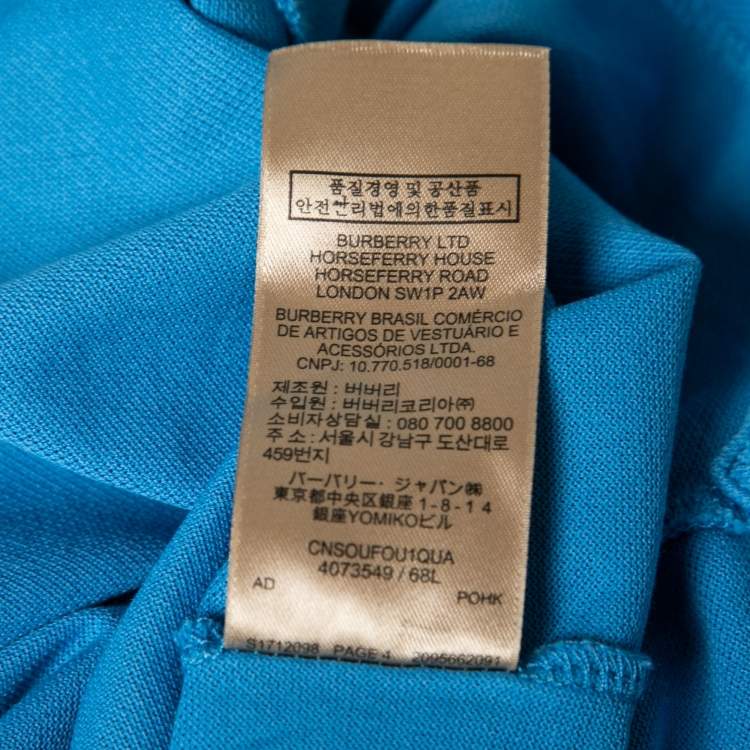 품질경영 및 공산품
안전관리법에의한품질표시
BURBERRY LTD
HORSEFERRY HOUSE
HORSEFERRY ROAD
LONDON SW1P 2AW
BURBERRY BRASIL COMÉRCIO
DE ARTIGOS DE VESTUÁRIO E
ACESSÓRIOS LTDA.
CNPJ: 10.770.518/0001-68
제조원 : 버버리
수입원 : 버버리코리아㈜
소비자상담실 : 080 700 8800
주 소 : 서울시강남구 도산대로
459번지
バーバリー・ジャパン㈱
東京都中央区銀座1-8-14
銀座YOMIKOビル
CNSOUFOU1QUA
4073549 / 68L
AD POHK
S1712098 PAGE 4 2005662091